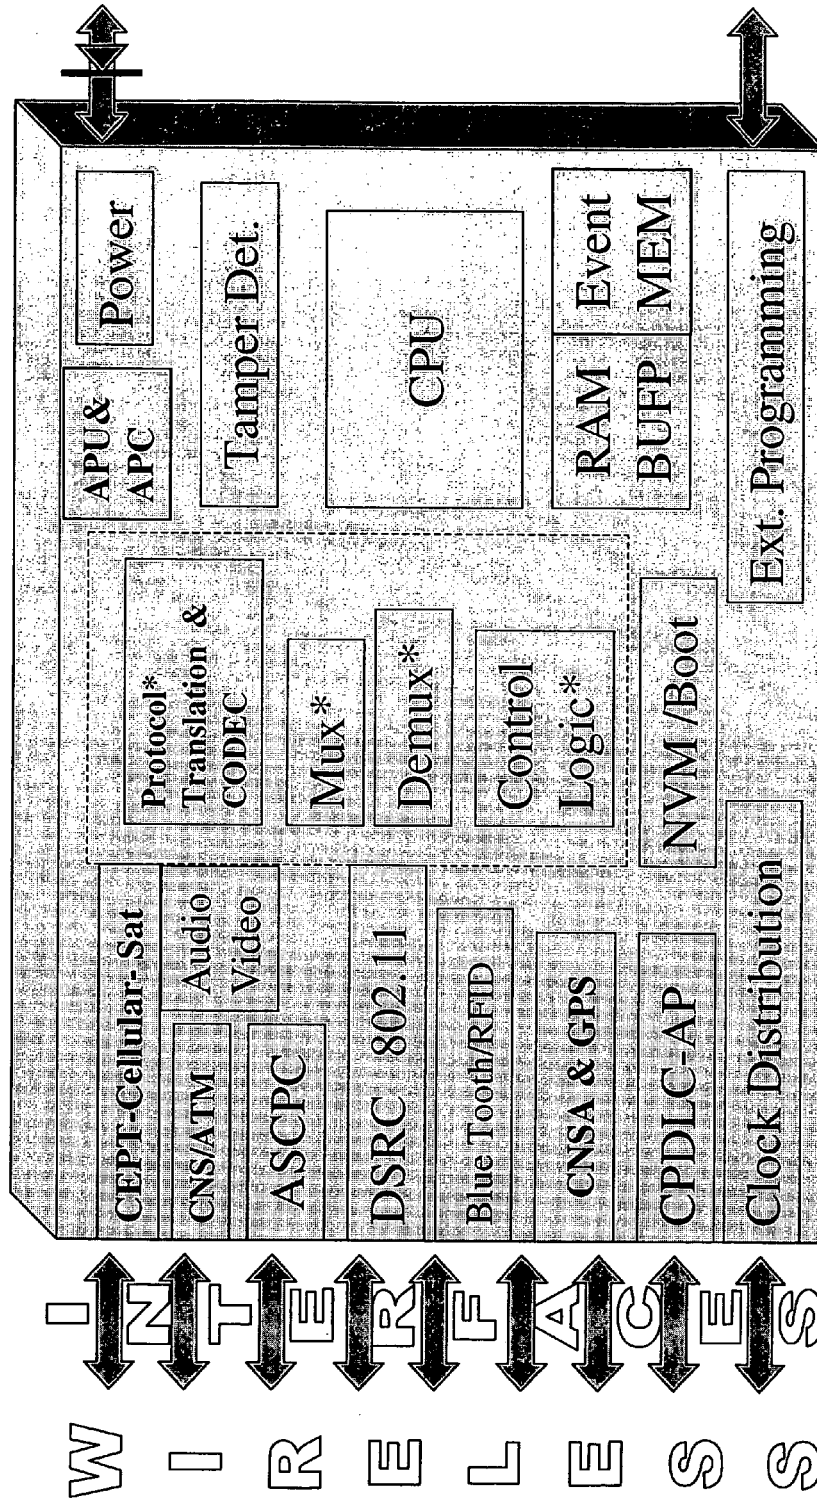 WIRELESS
INTERFACES
CEPT-Cellular- Sat
CNS/ATM
Audio
Video
ASCPC
DSRC 802.11
Blue Tooth/RFID
CNSA & GPS
CPDLC-AP
Clock Distribution
Protocol*
Translation &
CODEC
Mux*
Demux*
Control
Logic*
NVM /Boot
APU&
APC
Power
Tamper Det.
CPU
RAM
BUFP
Event
MEM
Ext. Programming